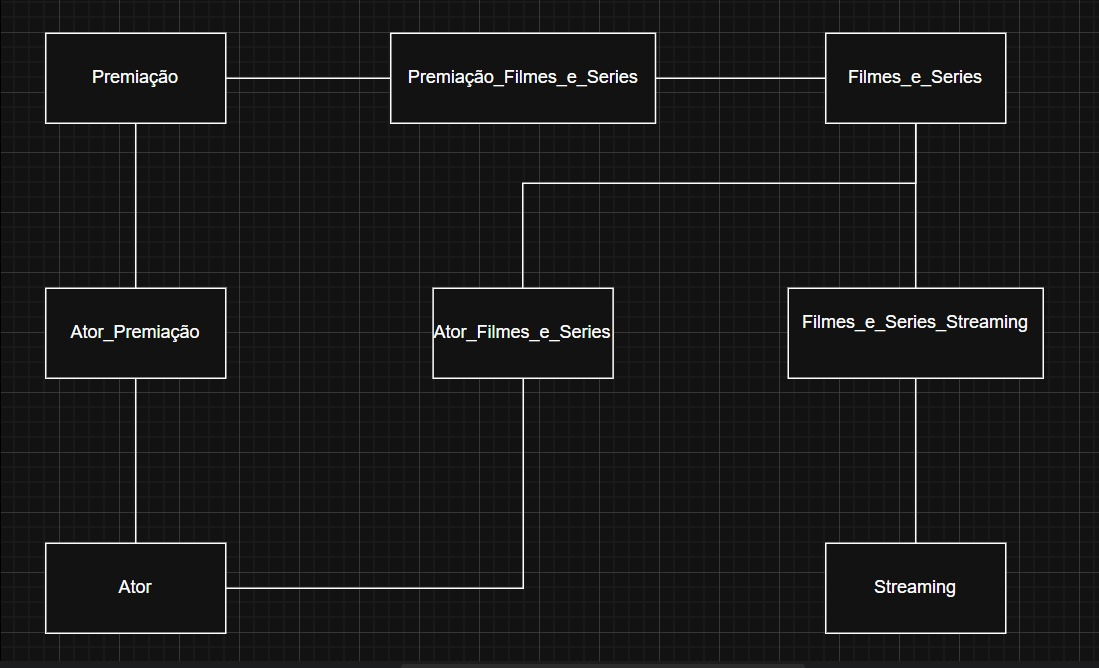 Premiação
Premiação_Filmes_e_Series
Filmes_e_Series
Ator_Premiação
Ator_Filmes_e_Series
Filmes_e_Series_Streaming
Ator
Streaming